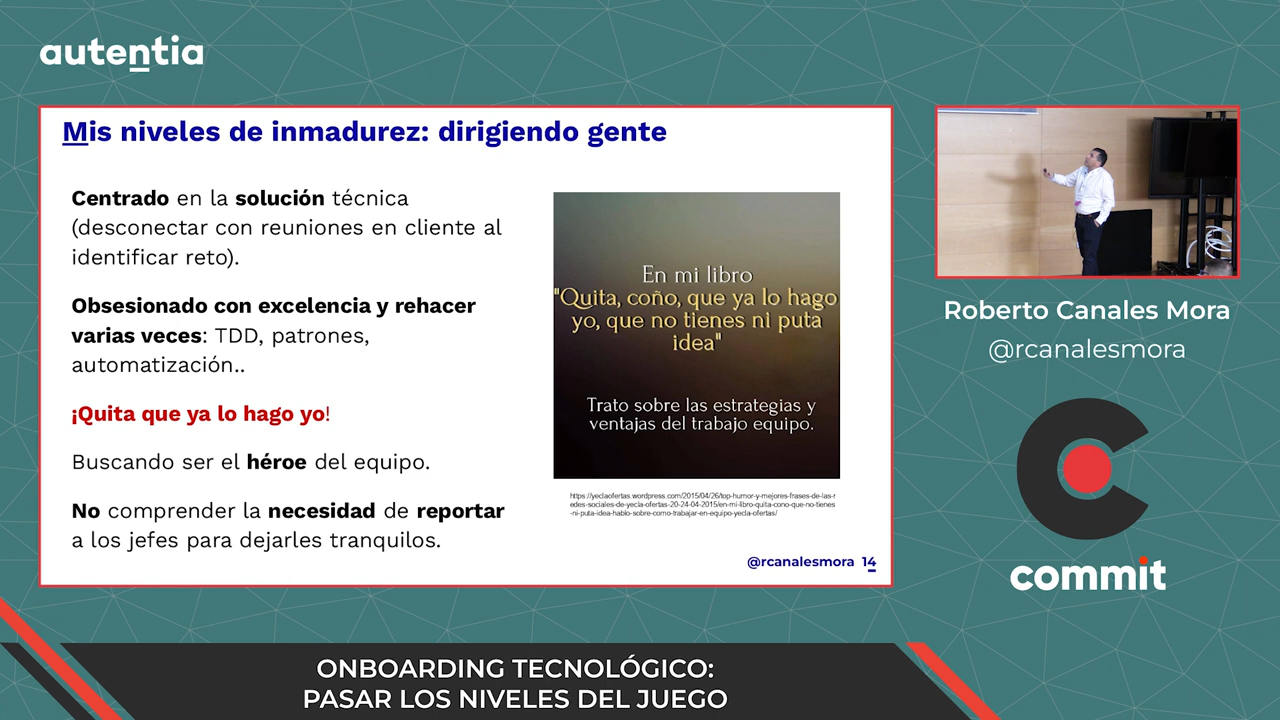 autentia
Mis niveles de inmadurez: dirigiendo gente
Centrado en la solución técnica
(desconectar con reuniones en cliente al
identificar reto).
Obsesionado con excelencia y rehacer
varias veces: TDD, patrones,
automatización..
¡Quita que ya lo hago yo!
Buscando ser el héroe del equipo.
No comprender la necesidad de reportar
a los jefes para dejarles tranquilos.
En mi libro
"Quita, coño, que ya lo hago
yo, que no tienes ni puta
idea"
Trato sobre las estrategias y
ventajas del trabajo equipo.
https://yeclaofertas.wordpress.com/2015/04/26/top-humor-y-mejores-frases-de-las-r
edes-sociales-de-yecla-ofertas-20-24-04-2015/en-mi-libro-quita-cono-que-no-tienes
-ni-puta-idea-hablo-sobre-como-trabajar-en-equipo-yecla-ofertas/
@rcanalesmora 14
Roberto Canales Mora
@rcanalesmora
commit
ONBOARDING TECNOLÓGICO:
PASAR LOS NIVELES DEL JUEGO